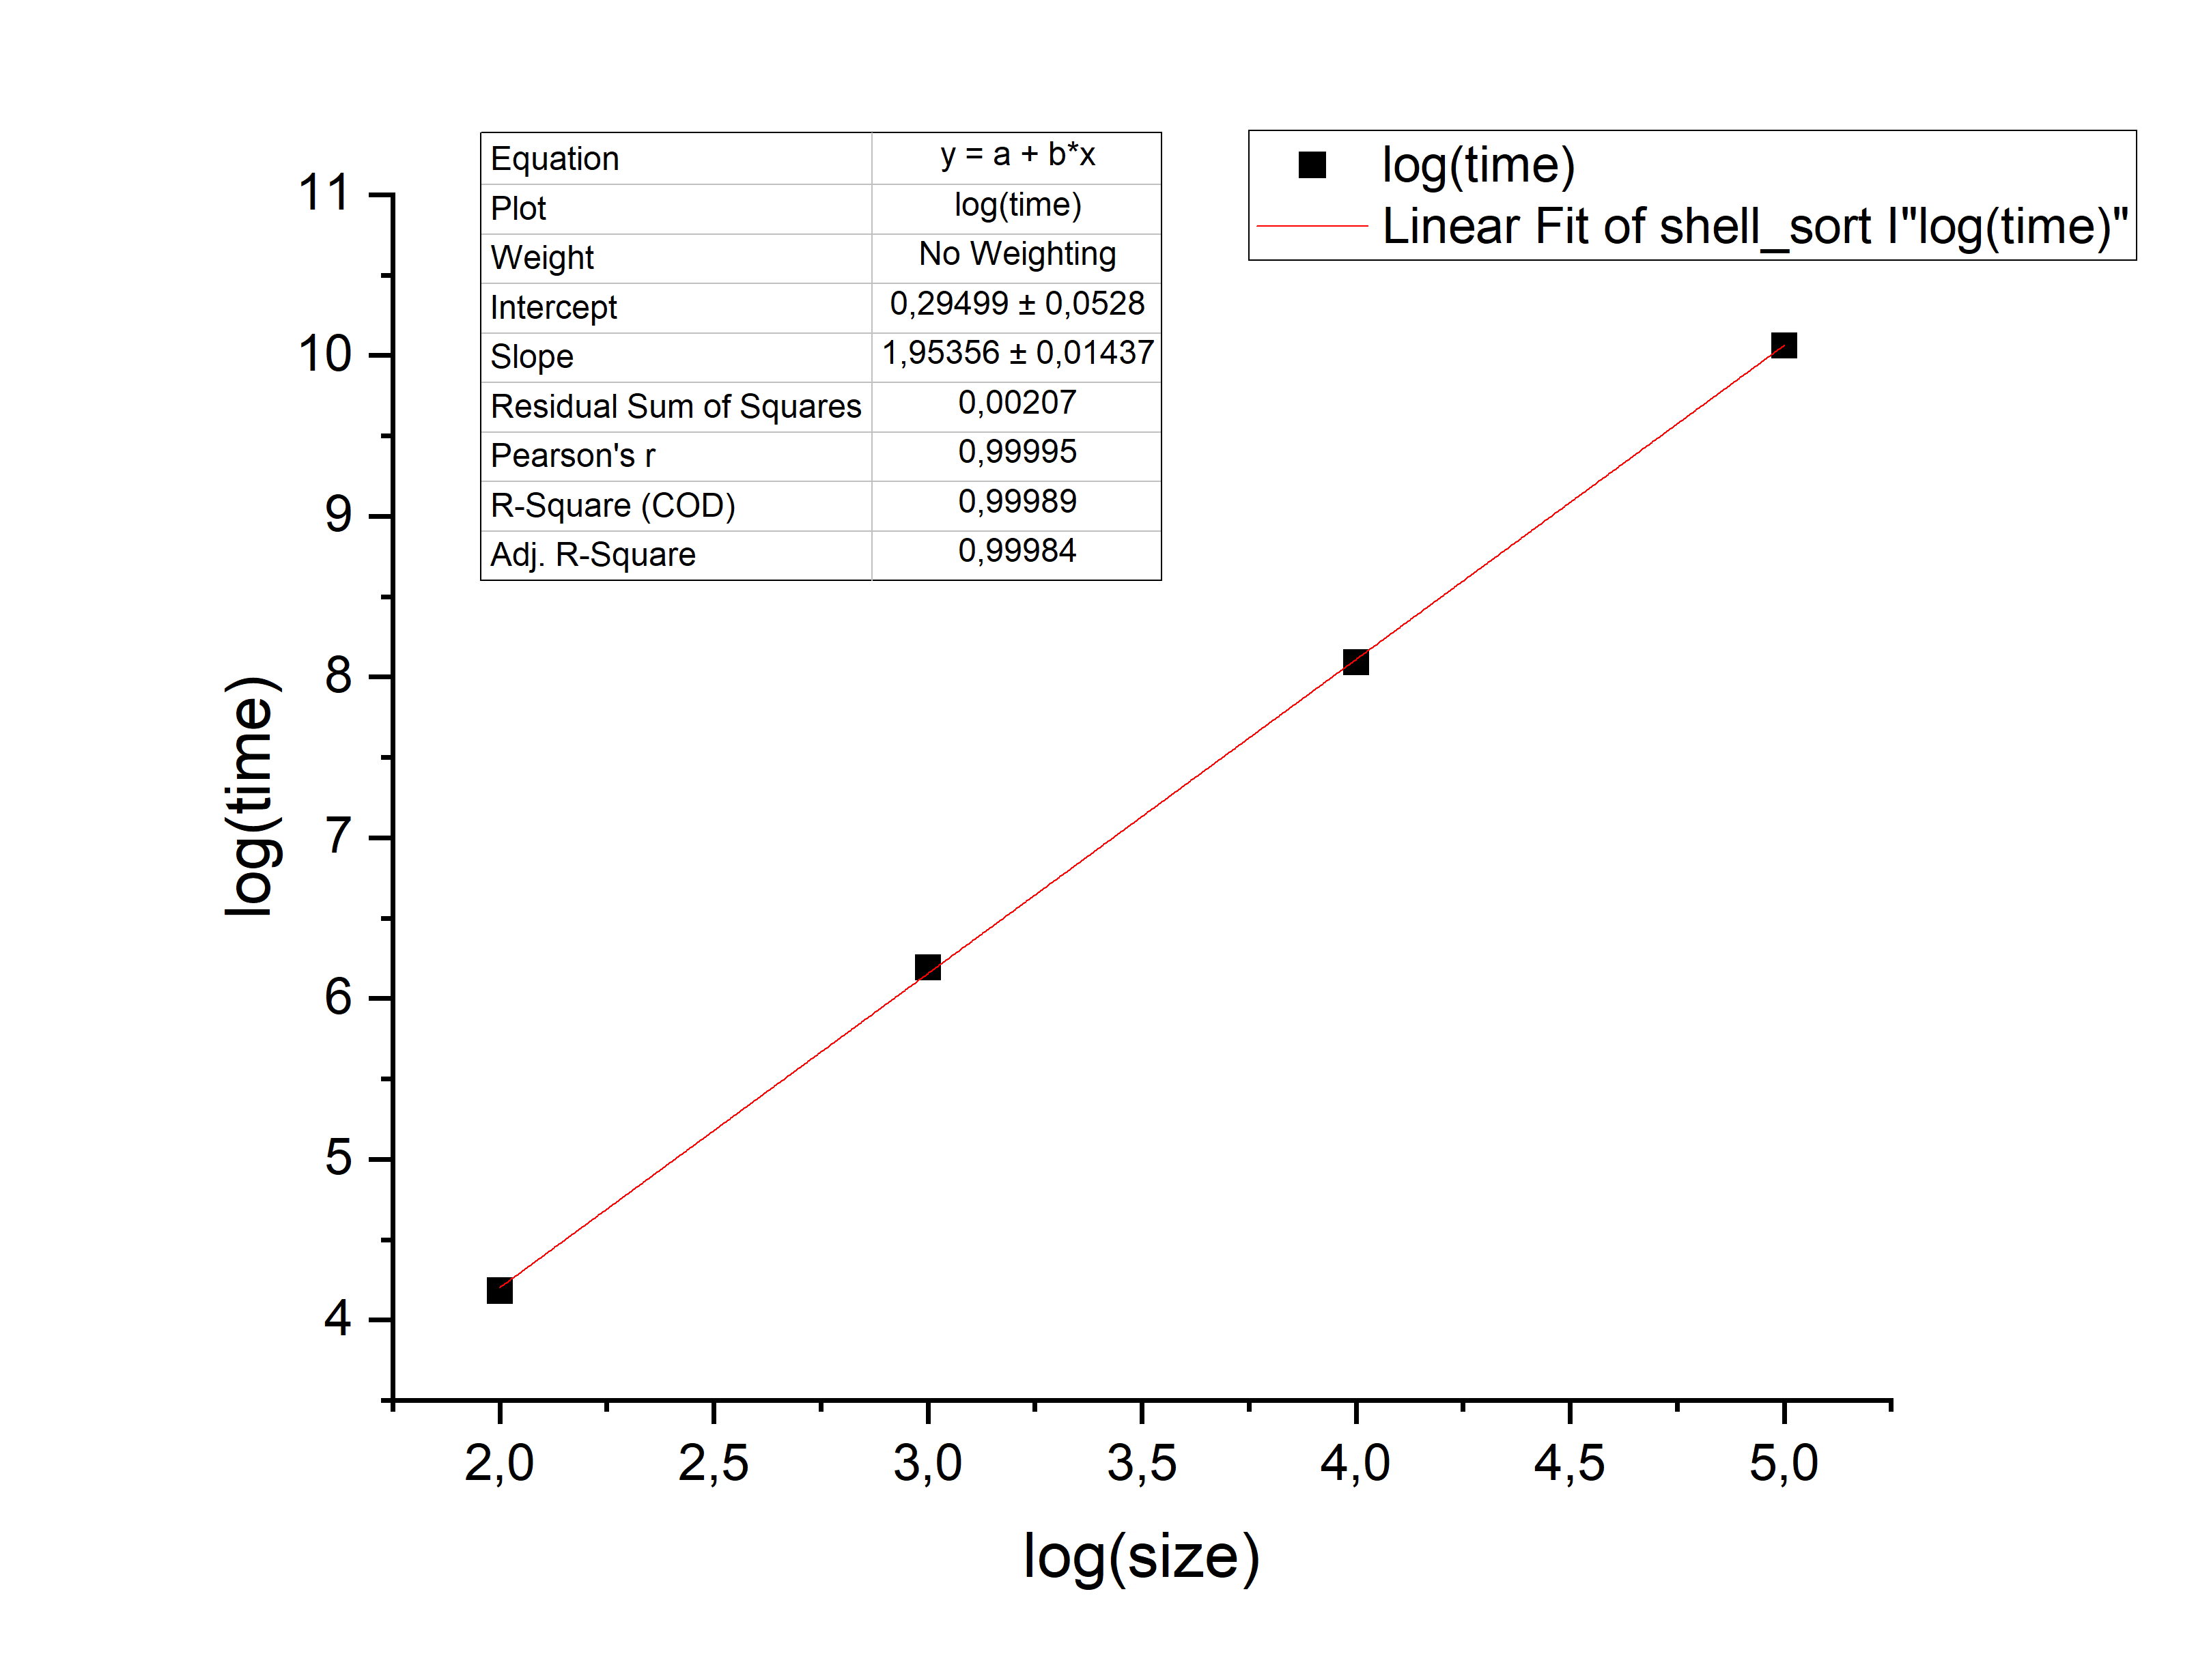 Equation y = a + b*x
Plot log(time)
Weight No Weighting
Intercept 0,29499 ± 0,0528
Slope 1,95356 ± 0,01437
Residual Sum of Squares 0,00207
Pearson's r 0,99995
R-Square (COD) 0,99989
Adj. R-Square 0,99984
log(time)
Linear Fit of shell_sort I"log(time)"
11
10
9
8
7
6
5
4
log(time)
2,0 2,5 3,0 3,5 4,0 4,5 5,0
log(size)